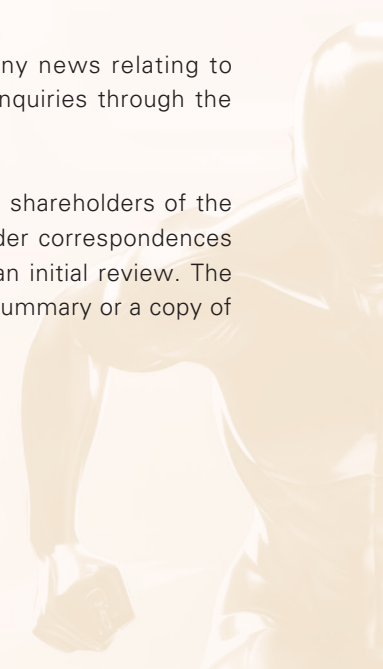 ny news relating to
nquiries through the
shareholders of the
der correspondences
an initial review. The
ummary or a copy of